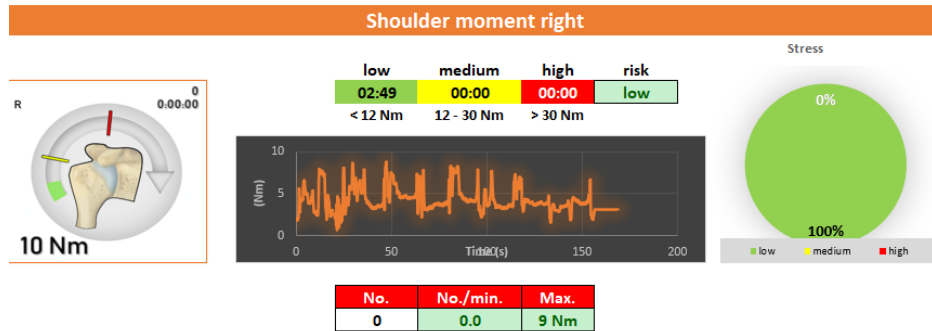 Shoulder moment right
Stress
low medium high risk
02:49 00:00 00:00 low
< 12 Nm 12 - 30 Nm > 30 Nm
0
R 0:00:00
10 Nm
10
5
0
(Nm)
0 50 100 150 200
Time (s)
0%
100%
low medium high
No. No./min. Max.
0 0.0 9 Nm